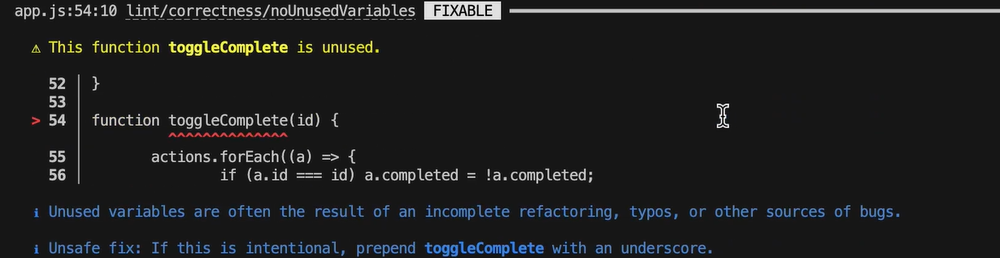 app.js:54:10 lint/correctness/noUnusedVariables FIXABLE
⚠ This function toggleComplete is unused.
52 │ }
53 │
> 54 │ function toggleComplete(id) {
│ ^^^^^^^^^^^^^^
55 │ actions.forEach((a) => {
56 │ if (a.id === id) a.completed = !a.completed;
ℹ Unused variables are often the result of an incomplete refactoring, typos, or other sources of bugs.
ℹ Unsafe fix: If this is intentional, prepend toggleComplete with an underscore.